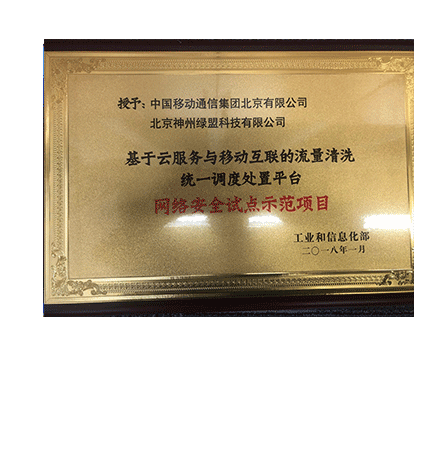 授予：中国移动通信集团北京有限公司
北京神州绿盟科技有限公司
基于云服务与移动互联的流量清洗
统一调度处置平台
网络安全试点示范项目
工业和信息化部
二〇一八年一月